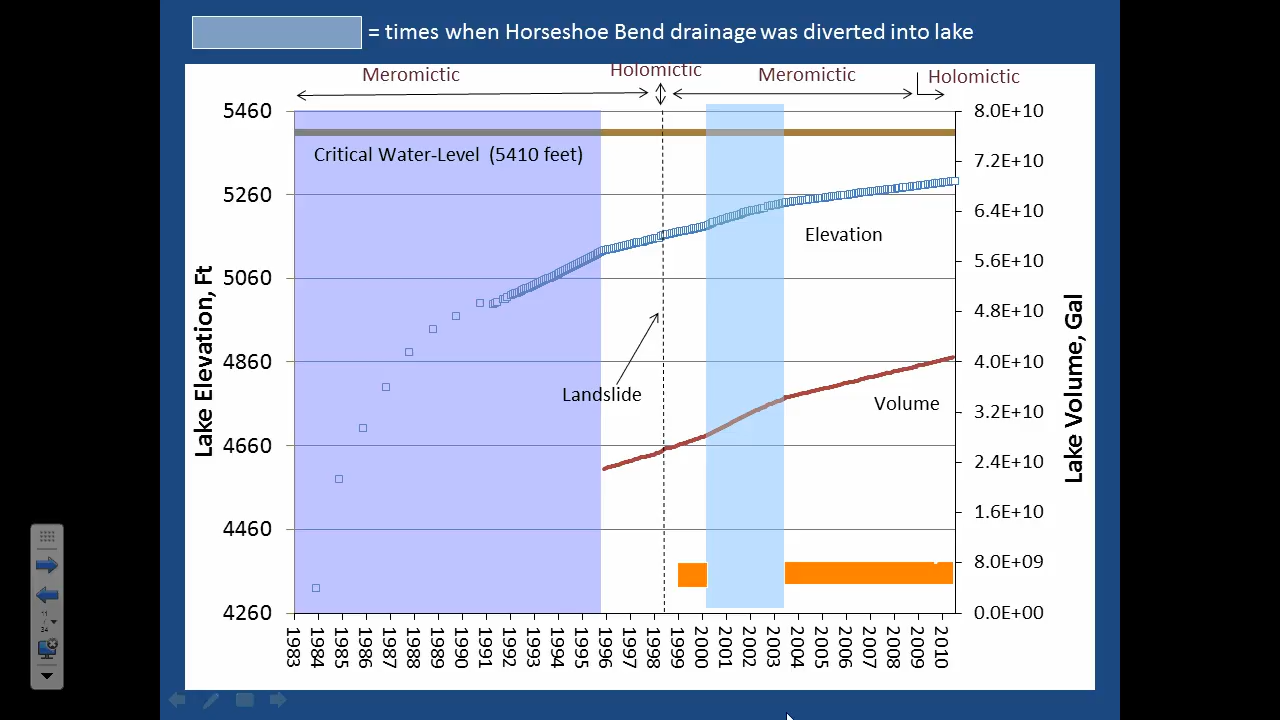 = times when Horseshoe Bend drainage was diverted into lake
Meromictic
Holomictic
Meromictic
Holomictic
5460
5260
5060
4860
4660
4460
4260
Lake Elevation, Ft
Critical Water-Level (5410 feet)
Elevation
Landslide
Volume
8.0E+10
7.2E+10
6.4E+10
5.6E+10
4.8E+10
4.0E+10
3.2E+10
2.4E+10
1.6E+10
8.0E+09
0.0E+00
Lake Volume, Gal
1983
1984
1985
1986
1987
1988
1989
1990
1991
1992
1993
1994
1995
1996
1997
1998
1999
2000
2001
2002
2003
2004
2005
2006
2007
2008
2009
2010
11
/
34